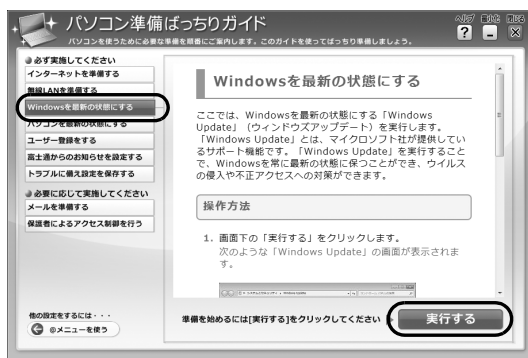 パソコン準備ばっちりガイド
パソコンを使うために必要な準備を順番にご案内します。このガイドを使ってばっちり準備しましょう。
ヘルプ 最小化 閉じる
必ず実施してください
インターネットを準備する
無線LANを準備する
Windowsを最新の状態にする
パソコンを最新の状態にする
ユーザー登録をする
富士通からのお知らせを設定する
トラブルに備え設定を保存する
必要に応じて実施してください
メールを準備する
保護者によるアクセス制御を行う
他の設定をするには・・・
@メニューを使う
Windowsを最新の状態にする
ここでは、Windowsを最新の状態にする「Windows
Update」（ウィンドウズアップデート）を実行します。
「Windows Update」とは、マイクロソフト社が提供してい
るサポート機能です。「Windows Update」を実行すること
で、Windowsを常に最新の状態に保つことができ、ウイルス
の侵入や不正アクセスへの対策ができます。
操作方法
1. 画面下の「実行する」をクリックします。
次のような「Windows Update」の画面が表示されま
す。
準備を始めるには[実行する]をクリックしてください
実行する